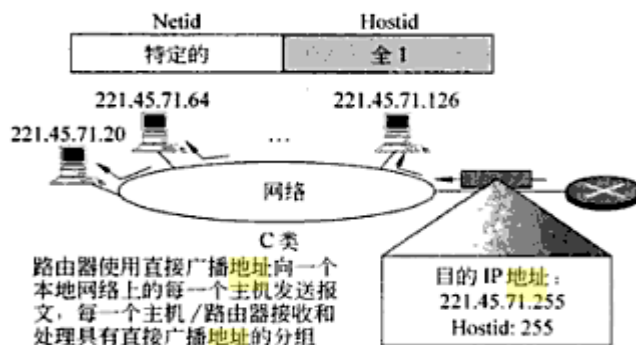 Netid Hostid
特定的 全1
221.45.71.64 221.45.71.126
221.45.71.20
...
网络
C类
路由器使用直接广播地址向一个
本地网络上的每一个主机发送报
文，每一个主机/路由器接收和
处理具有直接广播地址的分组
目的 IP 地址：
221.45.71.255
Hostid: 255